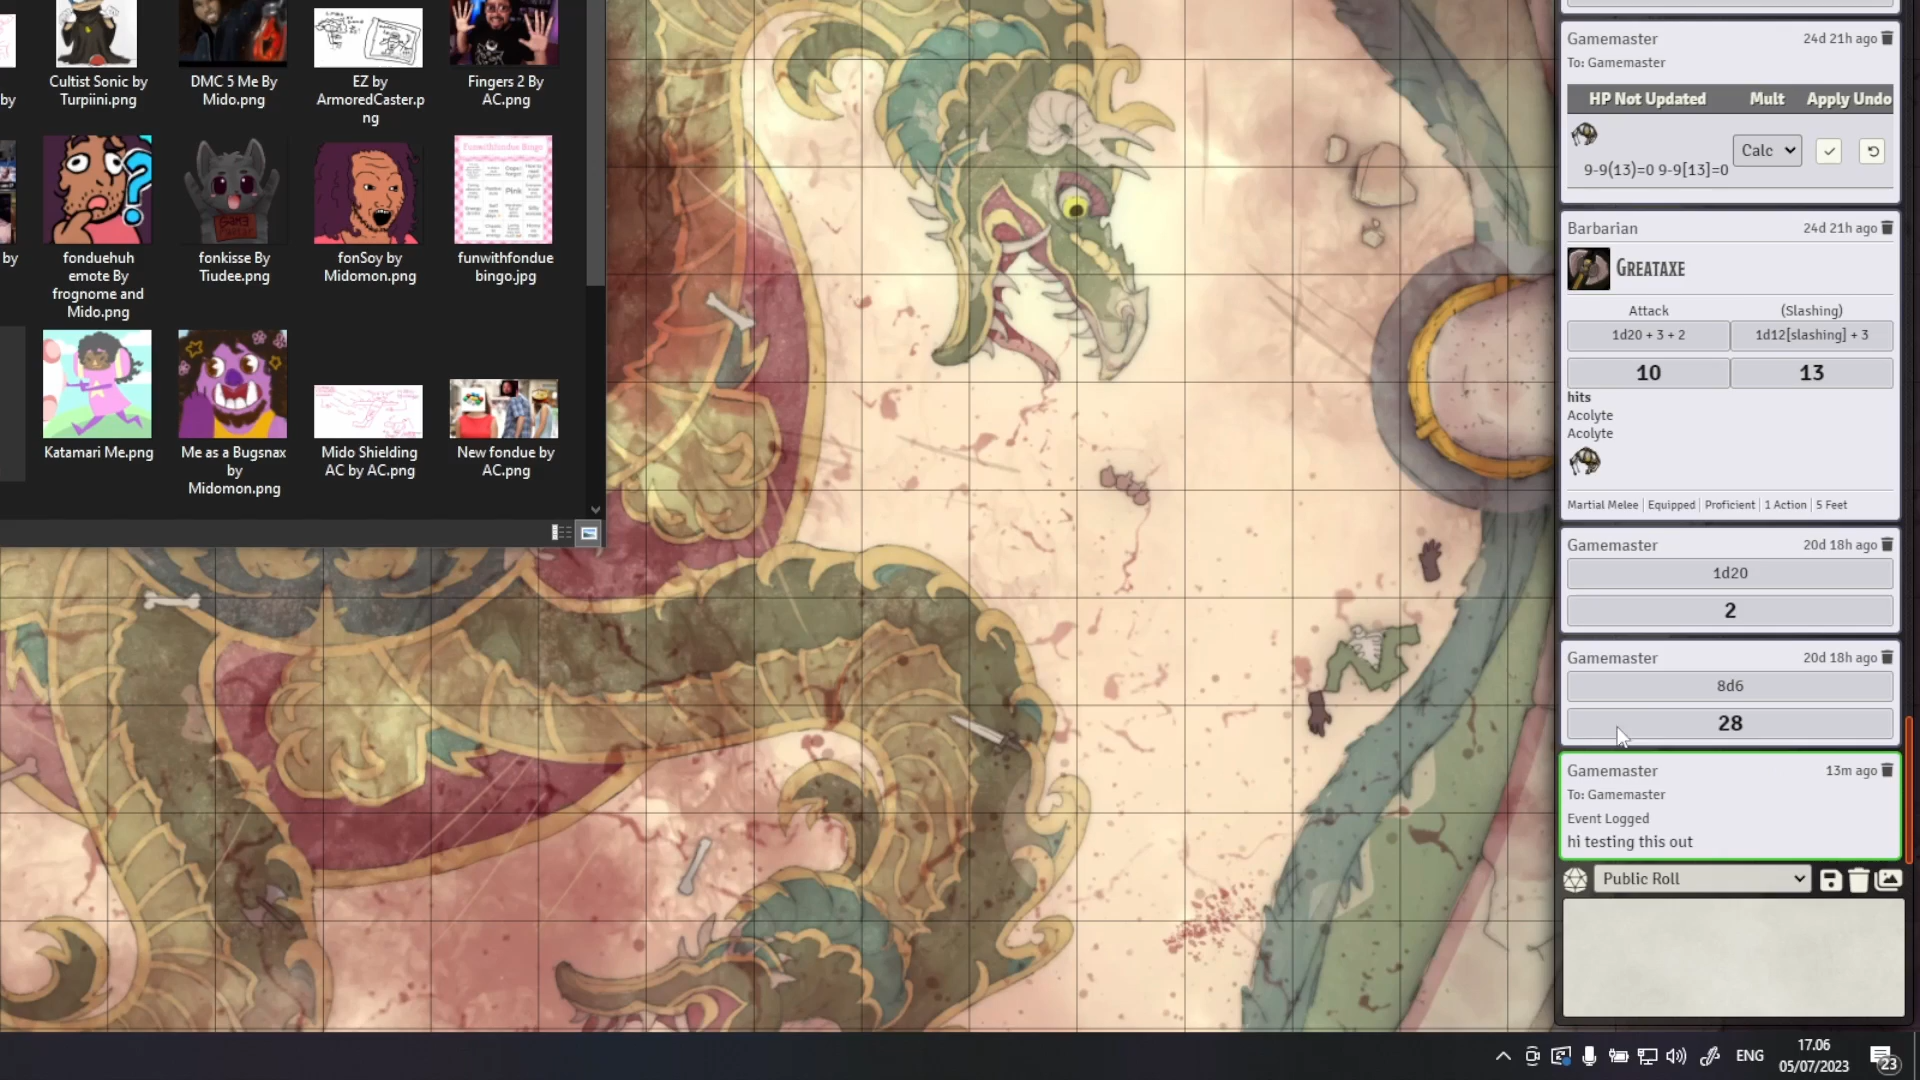 by
Cultist Sonic by
Turpiini.png
DMC 5 Me By
Mido.png
EZ by
ArmoredCaster.p
ng
Fingers 2 By
AC.png
by
fonduehuh
emote By
frognome and
Mido.png
fonkisse By
Tiudee.png
fonSoy by
Midomon.png
Funwithfondue Bingo
Pink
funwithfondue
bingo.jpg
Katamari Me.png
Me as a Bugsnax
by
Midomon.png
Mido Shielding
AC by AC.png
New fondue by
AC.png
Gamemaster 24d 21h ago
To: Gamemaster
HP Not Updated Mult Apply Undo
Calc
9-9(13)=0 9-9[13]=0
Barbarian 24d 21h ago
Greataxe
Attack (Slashing)
1d20 + 3 + 2 1d12[slashing] + 3
10 13
hits
Acolyte
Acolyte
Martial Melee Equipped Proficient 1 Action 5 Feet
Gamemaster 20d 18h ago
1d20
2
Gamemaster 20d 18h ago
8d6
28
Gamemaster 13m ago
To: Gamemaster
Event Logged
hi testing this out
Public Roll
ENG
17.06
05/07/2023
23